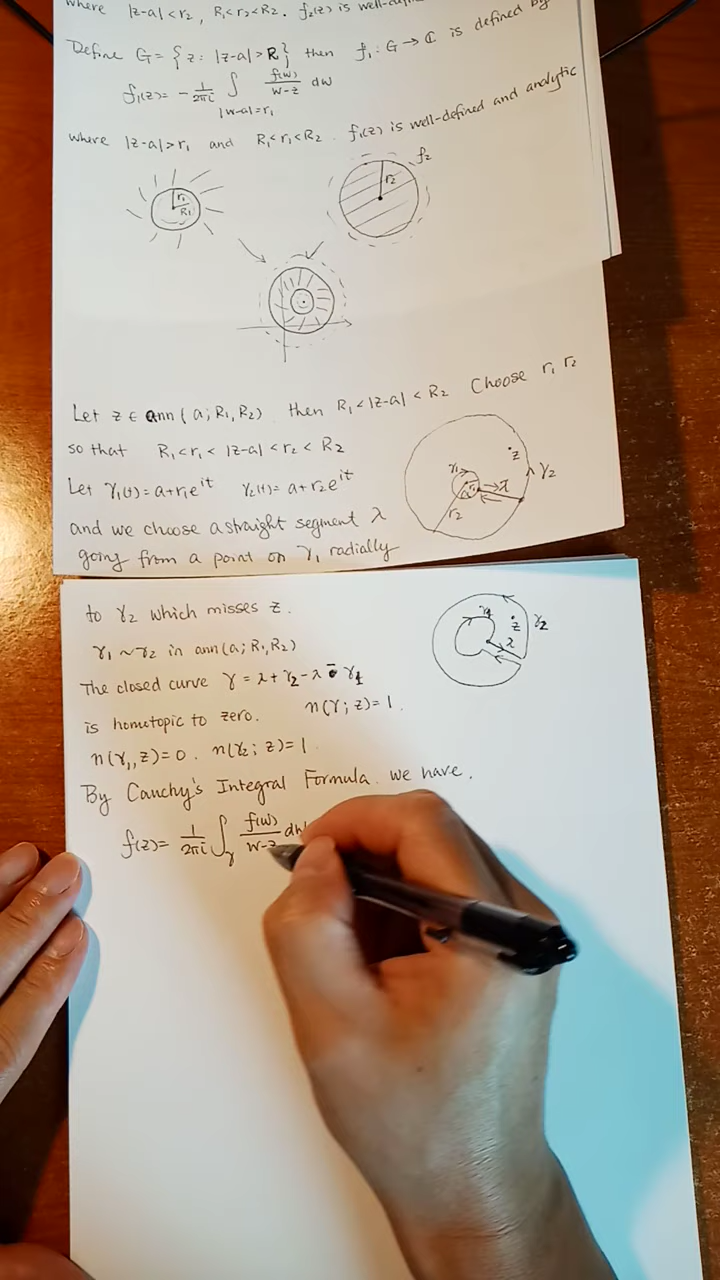 where |z-a|<r₂, R₁<r₂<R₂. f₂(z) is
Define G={z: |z-a|>R} then f₁: G→ℂ is defined by
f₁(z)= -1/2πi ∫_{|w-a|=r₁} f(w)/w-z dw
where |z-a|>r₁ and R₁<r₁<R₂. f₁(z) is well-defined and analytic
r₁
R₁
r₂
f₂
Let z ∈ ann(a; R₁, R₂) then R₁<|z-a|<R₂ Choose r₁ r₂
so that R₁<r₁<|z-a|<r₂<R₂
Let γ₁(t)=a+r₁e^{it} γ₂(t)=a+r₂e^{it}
and we choose a straight segment λ
going from a point on γ₁ radially
γ₁
z
γ₂
a
r₁
λ
r₂
to γ₂ which misses z.
γ₁ ~ γ₂ in ann(a; R₁, R₂)
The closed curve γ = λ+γ₂-λ-γ₁
is homotopic to zero. n(γ; z)=1.
n(γ₁, z)=0. n(γ₂; z)=1.
γ₁
z
γ₂
λ
By Cauchy's Integral Formula. we have.
f(z)= 1/2πi ∫_γ f(w)/w-z dw